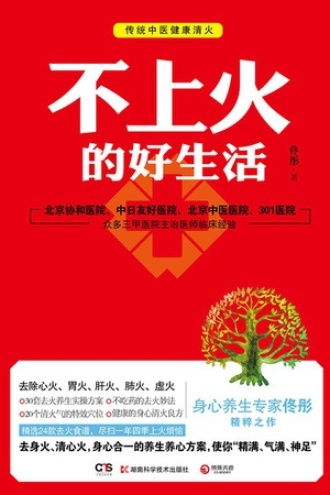 传统中医健康清火
不上火
的好生活
佟彤 著
北京协和医院、中日友好医院、北京中医医院、301医院
众多三甲医院主治医师临床经验
去除心火、胃火、肝火、肺火、虚火
30套去火养生实操方案 不吃药的去火妙法
20个清火气的特效穴位 健康的身心清火良方
精选24款去火食谱，尽扫一年四季上火烦恼
身心养生专家佟彤
精粹之作
去身火、清心火，身心合一的养生养心方案，使你“精满、气满、神足”
湖南科学技术出版社
博集天卷